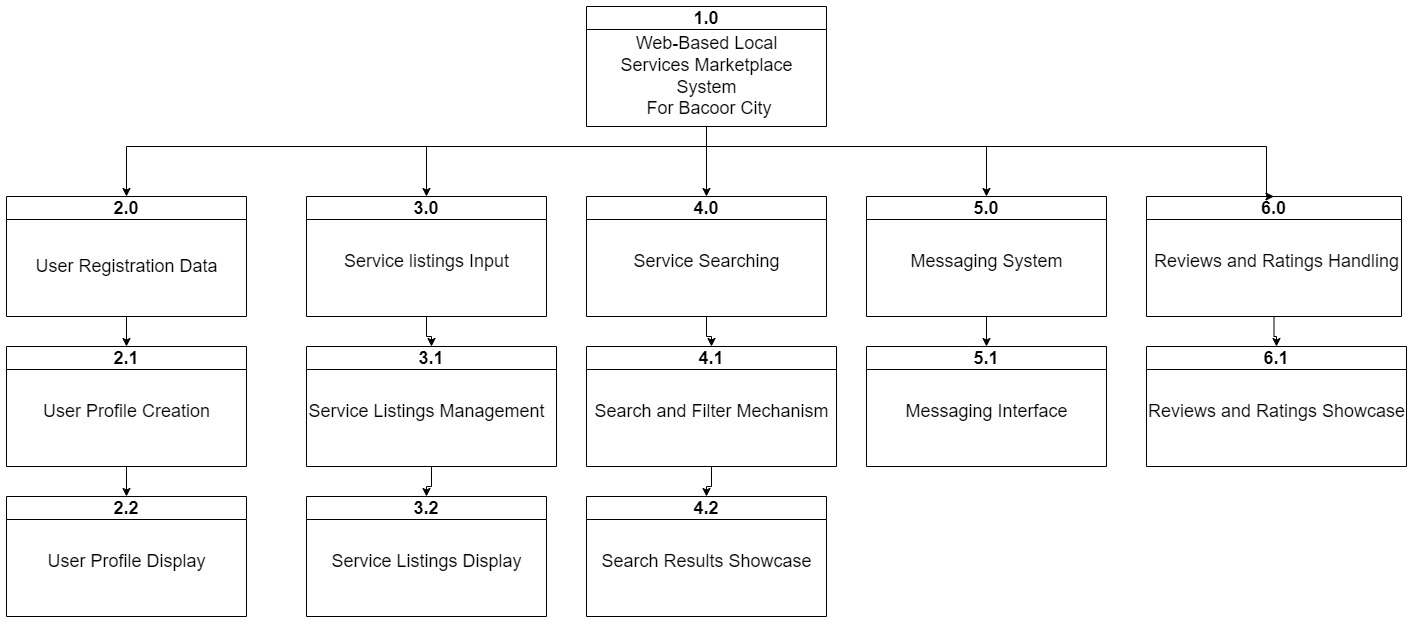 1.0
Web-Based Local
Services Marketplace
System
For Bacoor City
2.0
3.0
4.0
5.0
6.0
User Registration Data
Service listings Input
Service Searching
Messaging System
Reviews and Ratings Handling
2.1
3.1
4.1
5.1
6.1
User Profile Creation
Service Listings Management
Search and Filter Mechanism
Messaging Interface
Reviews and Ratings Showcase
2.2
3.2
4.2
User Profile Display
Service Listings Display
Search Results Showcase